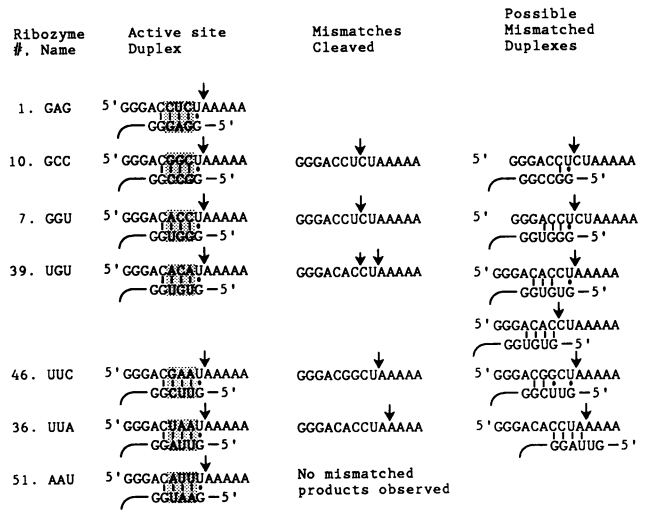 Ribozyme #. Name Active site Duplex Mismatches Cleaved Possible Mismatched Duplexes
1. GAG 5'GGGACCUCUAAAAA
GGGAGG—5'
10. GCC 5'GGGACGGCUAAAAA GGGACCUCUAAAAA 5' GGGACCUCUAAAAA
GGCCGG—5' GGCCGG—5'
7. GGU 5'GGGACACCUAAAAA GGGACCUCUAAAAA 5' GGGACCUCUAAAAA
GGUGGG—5' GGUGGG—5'
39. UGU 5'GGGACACAUAAAAA GGGACACCUAAAAA 5'GGGACACCUAAAAA
GGUGUG—5' GGUGUG—5'
5'GGGACACCUAAAAA
GGUGUG—5'
46. UUC 5'GGGACGAAUAAAAA GGGACGGCUAAAAA 5'GGGACGGCUAAAAA
GGCUUG—5' GGCUUG—5'
36. UUA 5'GGGACUAAUAAAAA GGGACACCUAAAAA 5'GGGACACCUAAAAA
GGAUUG—5' GGAUUG—5'
51. AAU 5'GGGACAUUUAAAAA No mismatched products observed
GGUAAG—5'